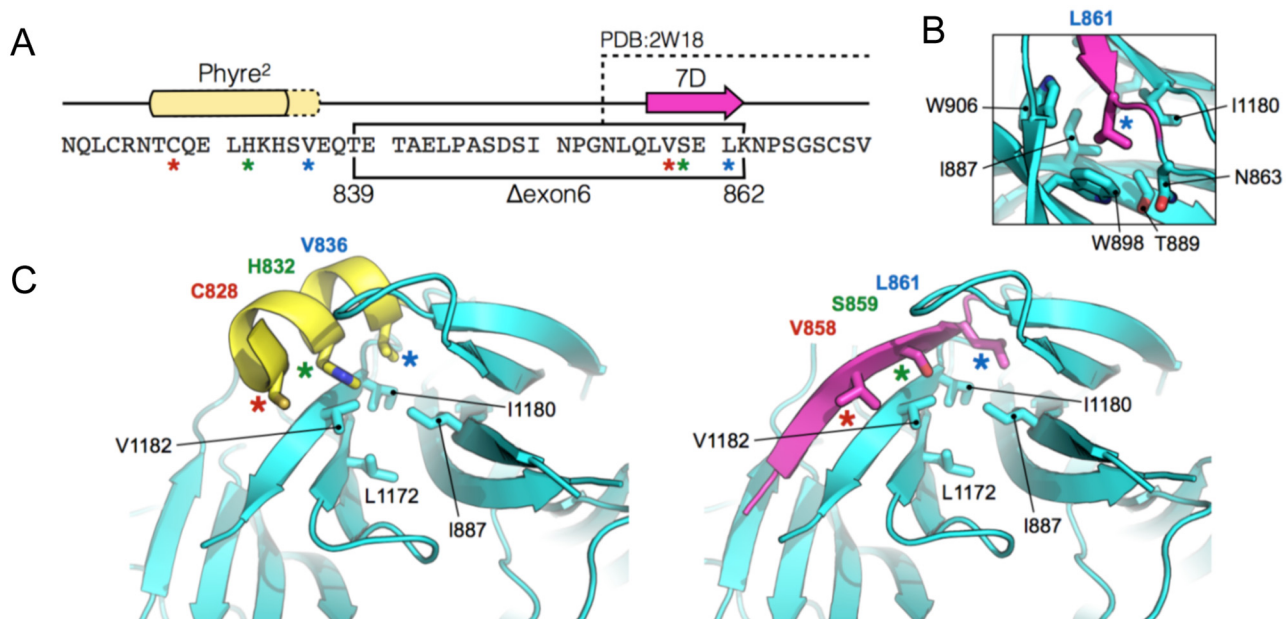 A
PDB:2W18
Phyre2
7D
NQLCRNTCQE LHKHSVEQTE TAELPASDSI NPGNLQLVSE LKNPSGSCSV
* * * * * *
839 Δexon6 862
B
L861
W906
I1180
*
I887
N863
W898 T889
C
V836
H832
C828
*
*
*
I1180
V1182
L1172
I887
L861
S859
V858
*
*
*
I1180
V1182
L1172
I887